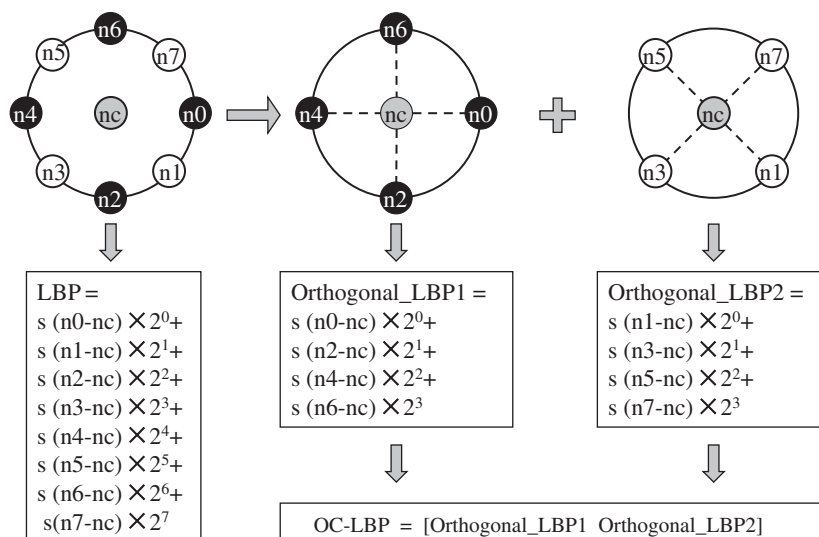 n6
n5 n7
n4 nc n0
n3 n1
n2
n6
n4 nc n0
n2
n5 n7
nc
n3 n1
LBP =
s (n0-nc) × 2⁰+
s (n1-nc) × 2¹+
s (n2-nc) × 2²+
s (n3-nc) × 2³+
s (n4-nc) × 2⁴+
s (n5-nc) × 2⁵+
s (n6-nc) × 2⁶+
s(n7-nc) × 2⁷
Orthogonal_LBP1 =
s (n0-nc) × 2⁰+
s (n2-nc) × 2¹+
s (n4-nc) × 2²+
s (n6-nc) × 2³
Orthogonal_LBP2 =
s (n1-nc) × 2⁰+
s (n3-nc) × 2¹+
s (n5-nc) × 2²+
s (n7-nc) × 2³
OC-LBP = [Orthogonal_LBP1 Orthogonal_LBP2]